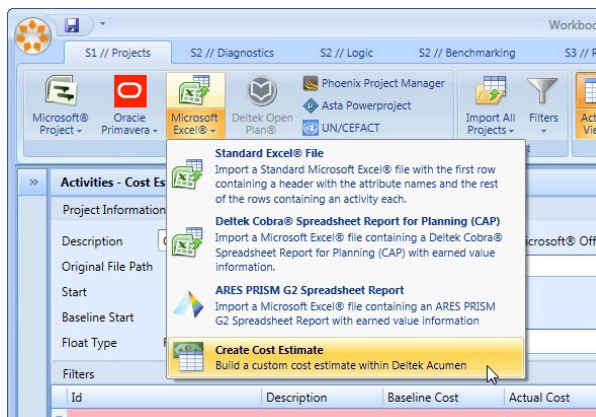 Workboo
S1 // Projects
S2 // Diagnostics
S2 // Logic
S2 // Benchmarking
S3 // R
Microsoft®
Project
Oracle
Primavera
Microsoft
Excel®
Deltek Open
Plan®
Phoenix Project Manager
Asta Powerproject
UN/CEFACT
Import All
Projects
Filters
Act
Vie
t
Standard Excel® File
Import a Standard Microsoft Excel® file with the first row
containing a header with the attribute names and the rest
of the rows containing an activity each.
Deltek Cobra® Spreadsheet Report for Planning (CAP)
Import a Microsoft Excel® file containing a Deltek Cobra®
Spreadsheet Report for Planning (CAP) with earned value
information.
ARES PRISM G2 Spreadsheet Report
Import a Microsoft Excel® file containing an ARES PRISM
G2 Spreadsheet Report with earned value information
Create Cost Estimate
Build a custom cost estimate within Deltek Acumen
»
Activities - Cost Es
Project Information
Description
icrosoft® Offi
Original File Path
Start
Baseline Start
Float Type
Filters
Id
Description
Baseline Cost
Actual Cost